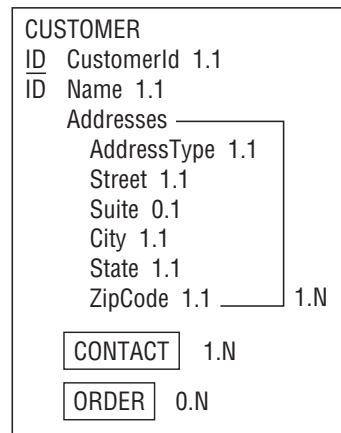 CUSTOMER
ID CustomerId 1.1
ID Name 1.1
Addresses
AddressType 1.1
Street 1.1
Suite 0.1
City 1.1
State 1.1
ZipCode 1.1 1.N
CONTACT 1.N
ORDER 0.N